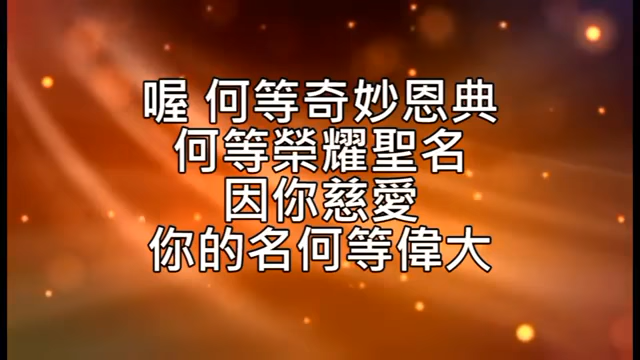 喔 何等奇妙恩典
何等榮耀聖名
因你慈愛
你的名何等偉大